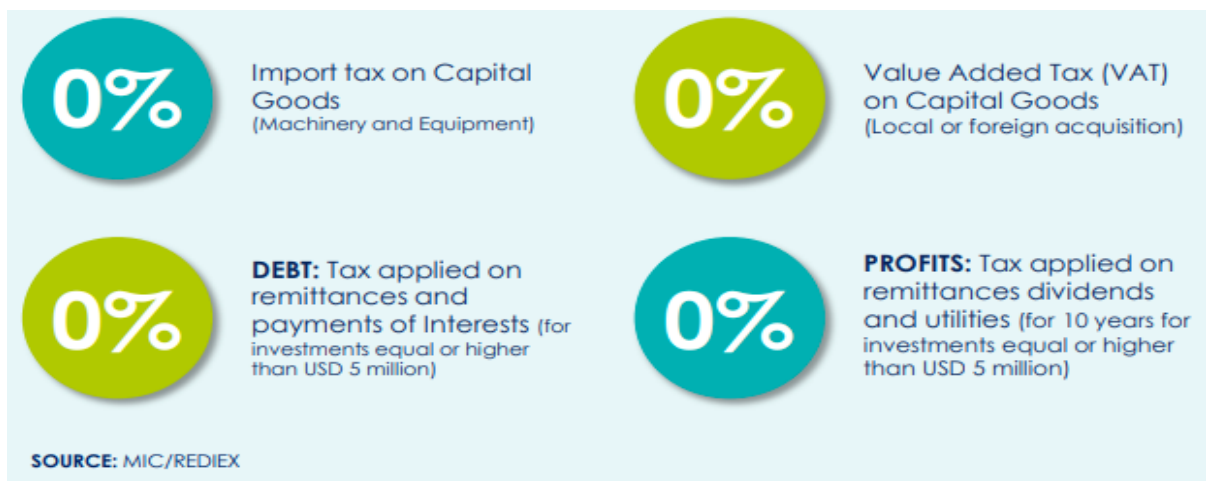 0%
Import tax on Capital
Goods
(Machinery and Equipment)
0%
Value Added Tax (VAT)
on Capital Goods
(Local or foreign acquisition)
0%
DEBT: Tax applied on
remittances and
payments of Interests (for
investments equal or higher
than USD 5 million)
0%
PROFITS: Tax applied on
remittances dividends
and utilities (for 10 years for
investments equal or higher
than USD 5 million)
SOURCE: MIC/REDIEX